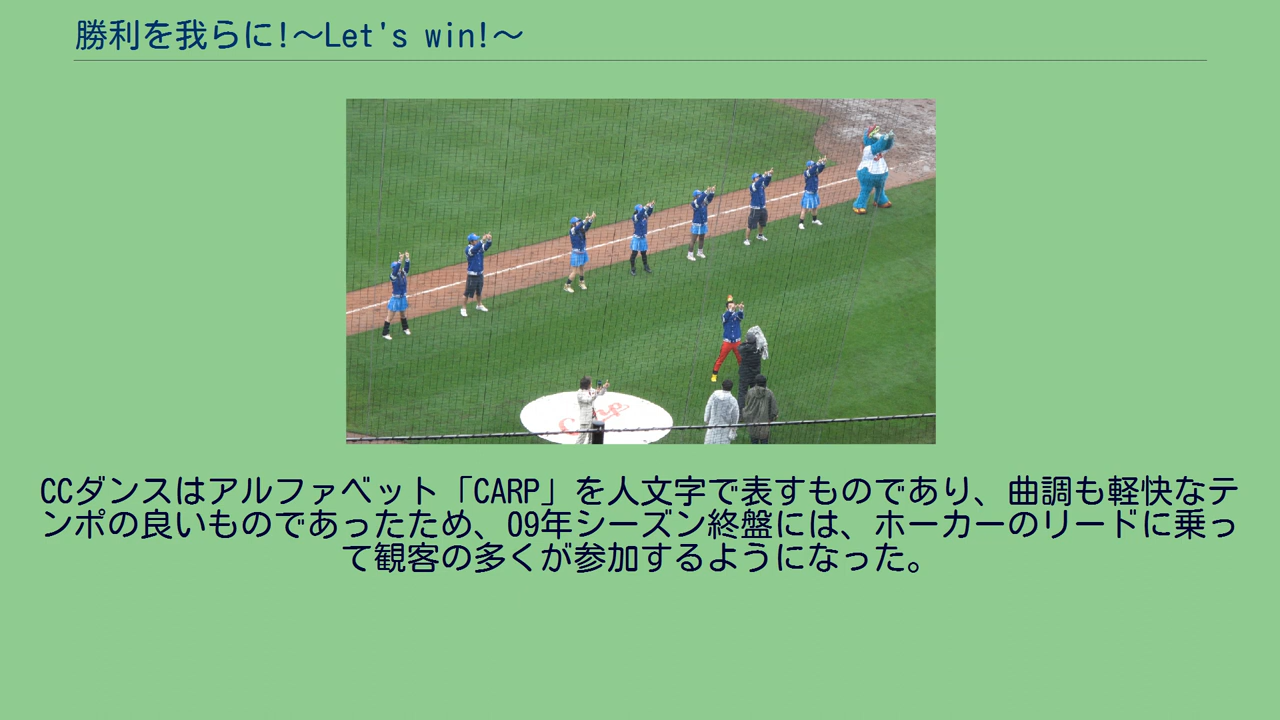 勝利を我らに!～Let's win!～
Carp
CCダンスはアルファベット「CARP」を人文字で表すものであり、曲調も軽快なテ
ンポの良いものであったため、09年シーズン終盤には、ホーカーのリードに乗っ
て観客の多くが参加するようになった。